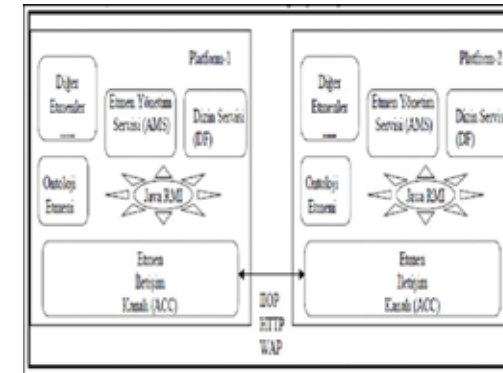 Platform-1
Diğer
Etmenler
Etmen Yönetim
Servisi (AMS)
Dizin Servisi
(DF)
Ontoloji
Etmeni
Java RMI
Etmen
İletişim
Kanalı (ACC)
IIOP
HTTP
WAP
Platform-2
Diğer
Etmenler
Etmen Yönetim
Servisi (AMS)
Dizin Servisi
(DF)
Ontoloji
Etmeni
Java RMI
Etmen
İletişim
Kanalı (ACC)